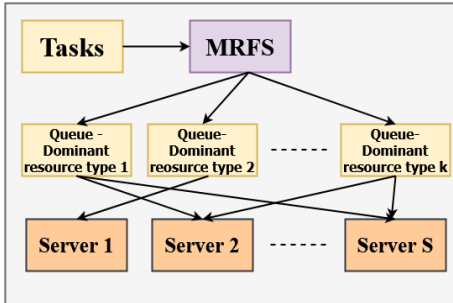 Tasks
MRFS
Queue -
Dominant
resource type 1
Queue-
Dominant
reosurce type 2
Queue-
Dominant
resource type k
Server 1
Server 2
Server S